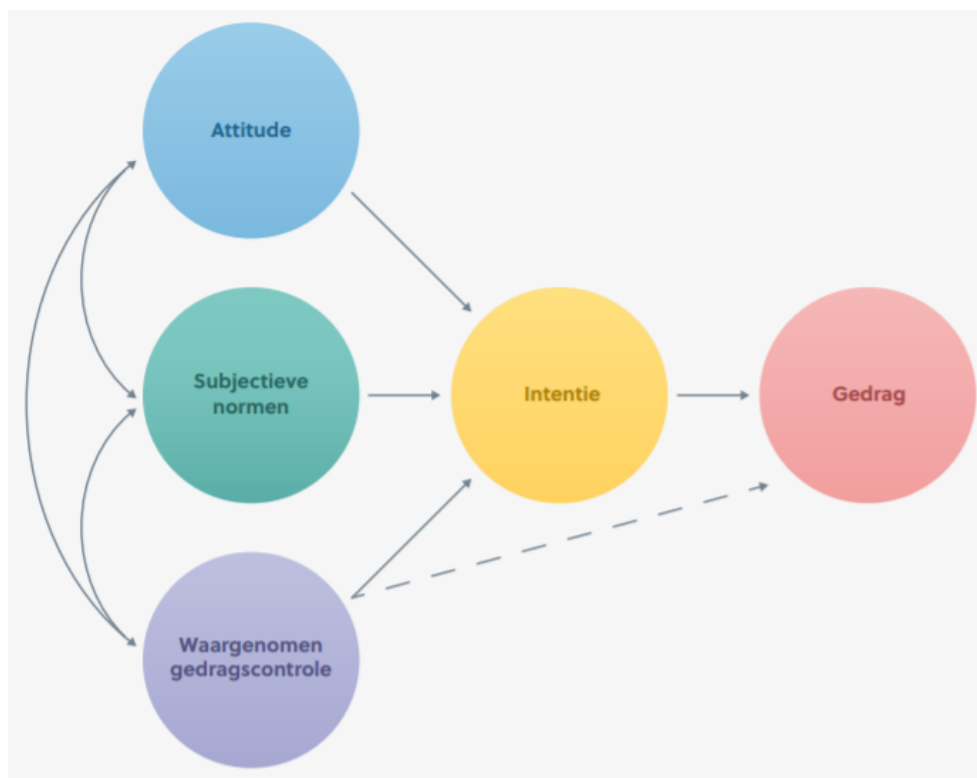 Attitude
Subjectieve
normen
Intentie
Gedrag
Waargenomen
gedragscontrole